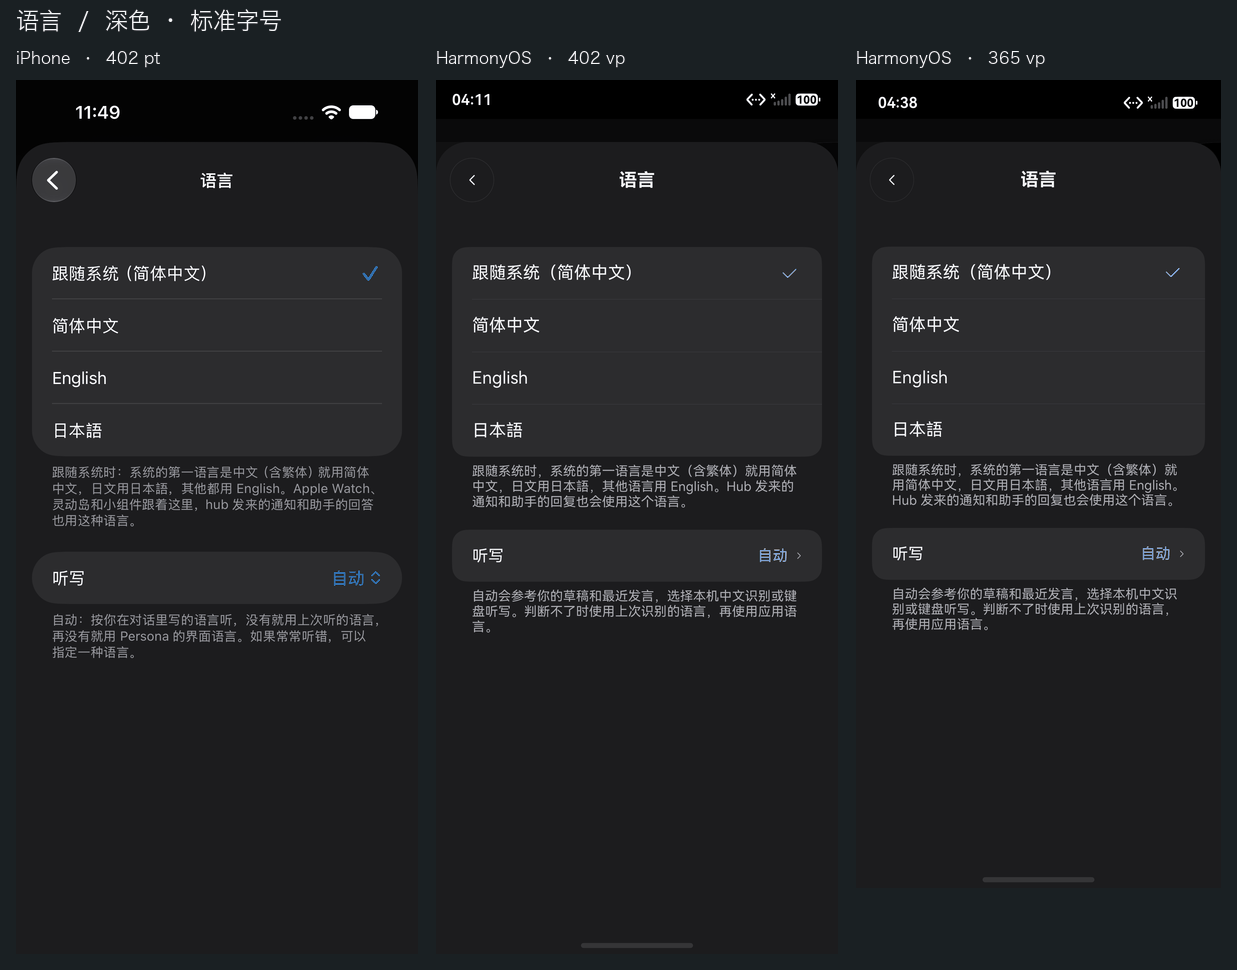 语言 / 深色 · 标准字号
iPhone · 402 pt
11:49
语言
跟随系统（简体中文）
简体中文
English
日本語
跟随系统时：系统的第一语言是中文（含繁体）就用简体
中文，日文用日本語，其他都用 English。Apple Watch、
灵动岛和小组件跟着这里，hub 发来的通知和助手的回答
也用这种语言。
听写
自动
自动：按你在对话里写的语言听，没有就用上次听的语言，
再没有就用 Persona 的界面语言。如果常常听错，可以
指定一种语言。
HarmonyOS · 402 vp
04:11
100
语言
跟随系统（简体中文）
简体中文
English
日本語
跟随系统时，系统的第一语言是中文（含繁体）就用简体
中文，日文用日本語，其他语言用 English。Hub 发来的
通知和助手的回复也会使用这个语言。
听写
自动
自动会参考你的草稿和最近发言，选择本机中文识别或键
盘听写。判断不了时使用上次识别的语言，再使用应用语
言。
HarmonyOS · 365 vp
04:38
100
语言
跟随系统（简体中文）
简体中文
English
日本語
跟随系统时，系统的第一语言是中文（含繁体）就
用简体中文，日文用日本語，其他语言用 English。
Hub 发来的通知和助手的回复也会使用这个语言。
听写
自动
自动会参考你的草稿和最近发言，选择本机中文识
别或键盘听写。判断不了时使用上次识别的语言，
再使用应用语言。